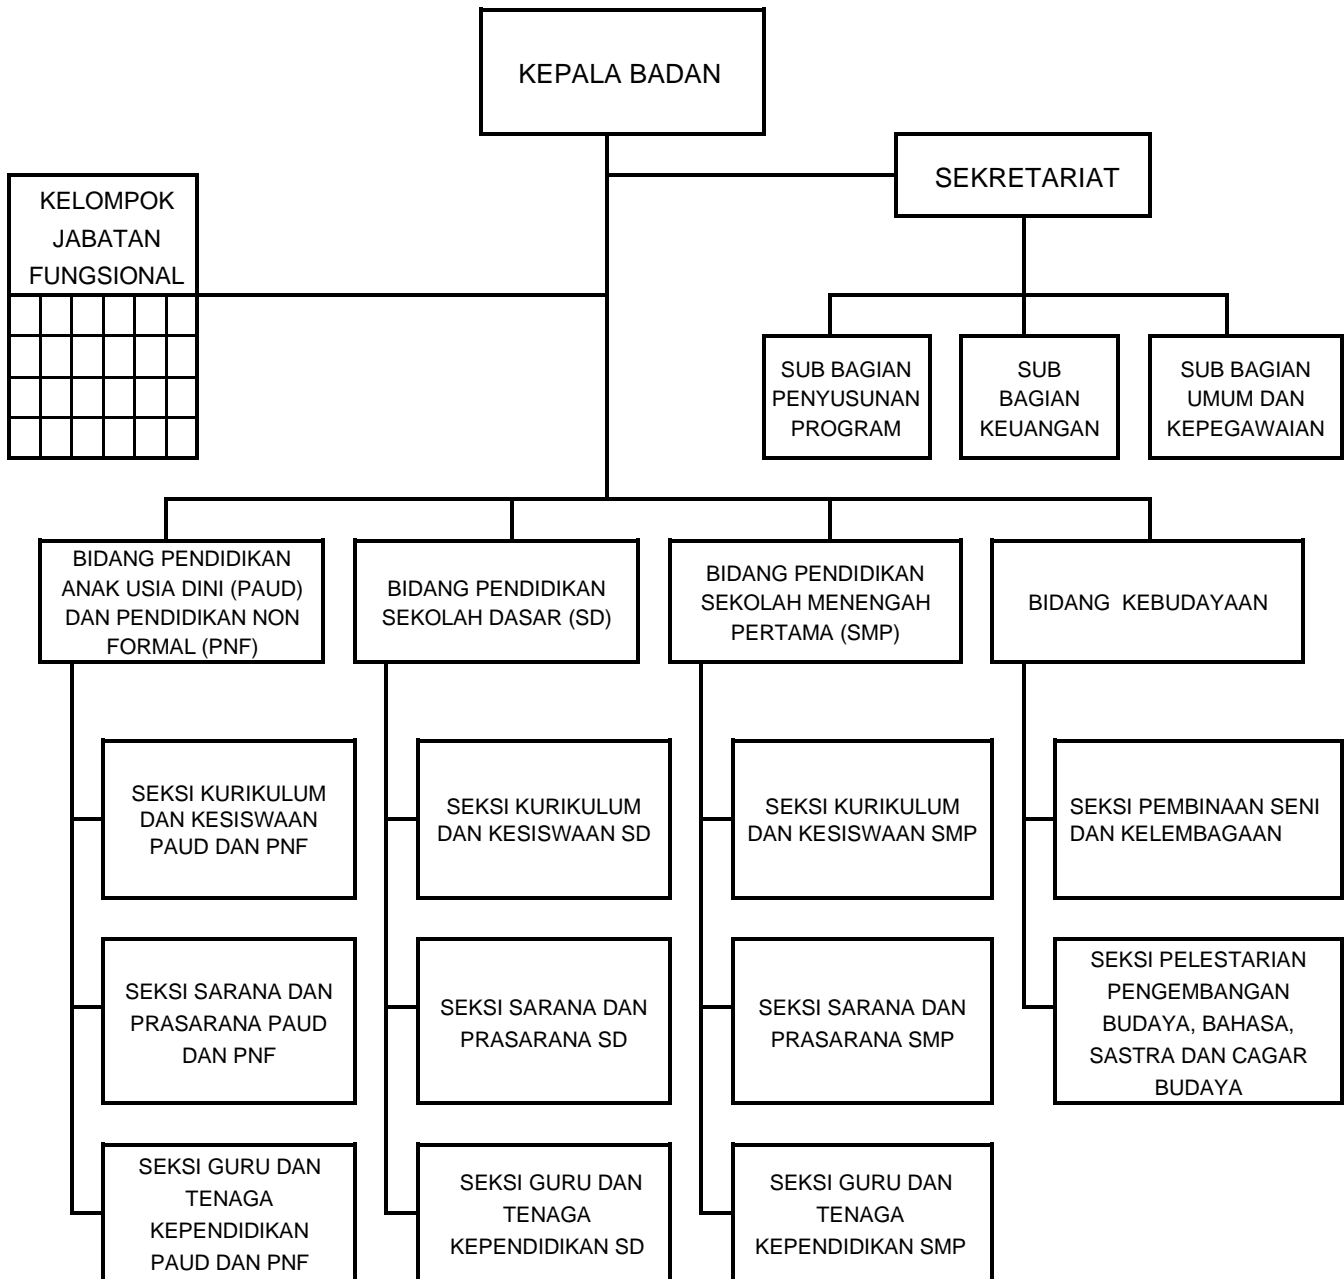 KEPALA BADAN
SEKRETARIAT
KELOMPOK
JABATAN
FUNGSIONAL
SUB BAGIAN
PENYUSUNAN
PROGRAM
SUB
BAGIAN
KEUANGAN
SUB BAGIAN
UMUM DAN
KEPEGAWAIAN
BIDANG PENDIDIKAN
ANAK USIA DINI (PAUD)
DAN PENDIDIKAN NON
FORMAL (PNF)
BIDANG PENDIDIKAN
SEKOLAH DASAR (SD)
BIDANG PENDIDIKAN
SEKOLAH MENENGAH
PERTAMA (SMP)
BIDANG KEBUDAYAAN
SEKSI KURIKULUM
DAN KESISWAAN
PAUD DAN PNF
SEKSI KURIKULUM
DAN KESISWAAN SD
SEKSI KURIKULUM
DAN KESISWAAN SMP
SEKSI PEMBINAAN SENI
DAN KELEMBAGAAN
SEKSI SARANA DAN
PRASARANA PAUD
DAN PNF
SEKSI SARANA DAN
PRASARANA SD
SEKSI SARANA DAN
PRASARANA SMP
SEKSI PELESTARIAN
PENGEMBANGAN
BUDAYA, BAHASA,
SASTRA DAN CAGAR
BUDAYA
SEKSI GURU DAN
TENAGA
KEPENDIDIKAN
PAUD DAN PNF
SEKSI GURU DAN
TENAGA
KEPENDIDIKAN SD
SEKSI GURU DAN
TENAGA
KEPENDIDIKAN SMP